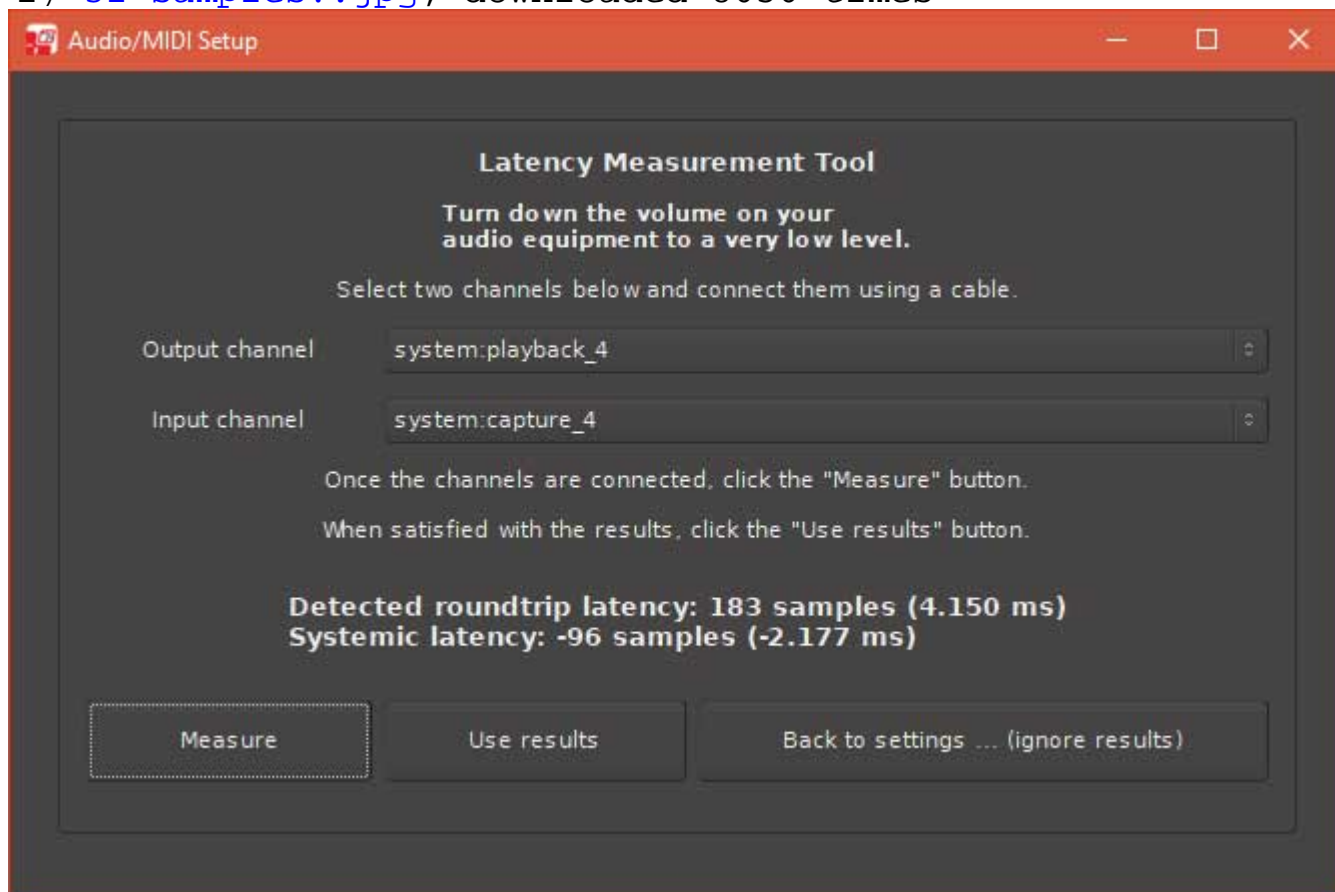 Audio/MIDI Setup
Latency Measurement Tool
Turn down the volume on your
audio equipment to a very low level.
Select two channels below and connect them using a cable.
Output channel system:playback_4
Input channel system:capture_4
Once the channels are connected, click the "Measure" button.
When satisfied with the results, click the "Use results" button.
Detected roundtrip latency: 183 samples (4.150 ms)
Systemic latency: -96 samples (-2.177 ms)
Measure Use results Back to settings ... (ignore results)